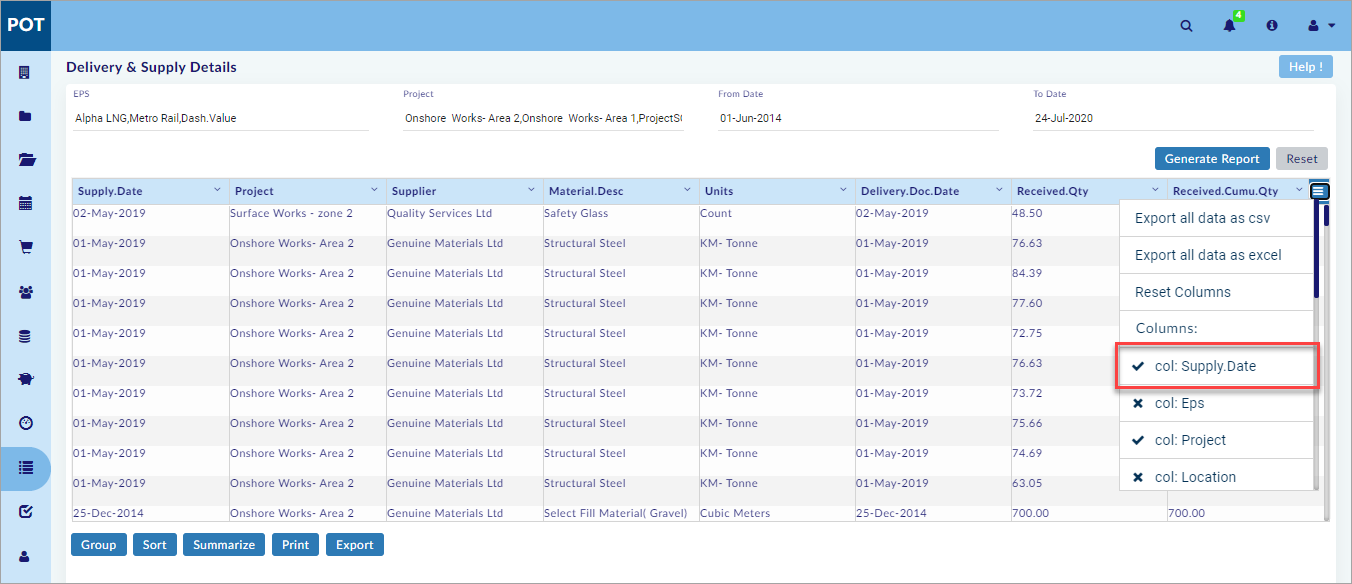 POT
4
Delivery & Supply Details
Help !
EPS Project From Date To Date
Alpha LNG,Metro Rail,Dash.Value Onshore Works- Area 2,Onshore Works- Area 1, 01-Jun-2014 24-Jul-2020
Generate Report Reset
Supply.Date Project Supplier Material.Desc Units Delivery.Doc.Date Received.Qty Received.Cumu.Qty
02-May-2019 Surface Works - zone 2 Quality Services Ltd Safety Glass Count 02-May-2019 48.50
01-May-2019 Onshore Works- Area 2 Genuine Materials Ltd Structural Steel KM- Tonne 01-May-2019 76.63
01-May-2019 Onshore Works- Area 2 Genuine Materials Ltd Structural Steel KM- Tonne 01-May-2019 84.39
01-May-2019 Onshore Works- Area 2 Genuine Materials Ltd Structural Steel KM- Tonne 01-May-2019 77.60
01-May-2019 Onshore Works- Area 2 Genuine Materials Ltd Structural Steel KM- Tonne 01-May-2019 72.75
01-May-2019 Onshore Works- Area 2 Genuine Materials Ltd Structural Steel KM- Tonne 01-May-2019 76.63
01-May-2019 Onshore Works- Area 2 Genuine Materials Ltd Structural Steel KM- Tonne 01-May-2019 73.72
01-May-2019 Onshore Works- Area 2 Genuine Materials Ltd Structural Steel KM- Tonne 01-May-2019 75.66
01-May-2019 Onshore Works- Area 2 Genuine Materials Ltd Structural Steel KM- Tonne 01-May-2019 74.69
01-May-2019 Onshore Works- Area 2 Genuine Materials Ltd Structural Steel KM- Tonne 01-May-2019 63.05
25-Dec-2014 Onshore Works- Area 2 Genuine Materials Ltd Select Fill Material( Gravel) Cubic Meters 25-Dec-2014 700.00 700.00
Export all data as csv
Export all data as excel
Reset Columns
Columns:
col: Supply.Date
col: Eps
col: Project
col: Location
Group Sort Summarize Print Export